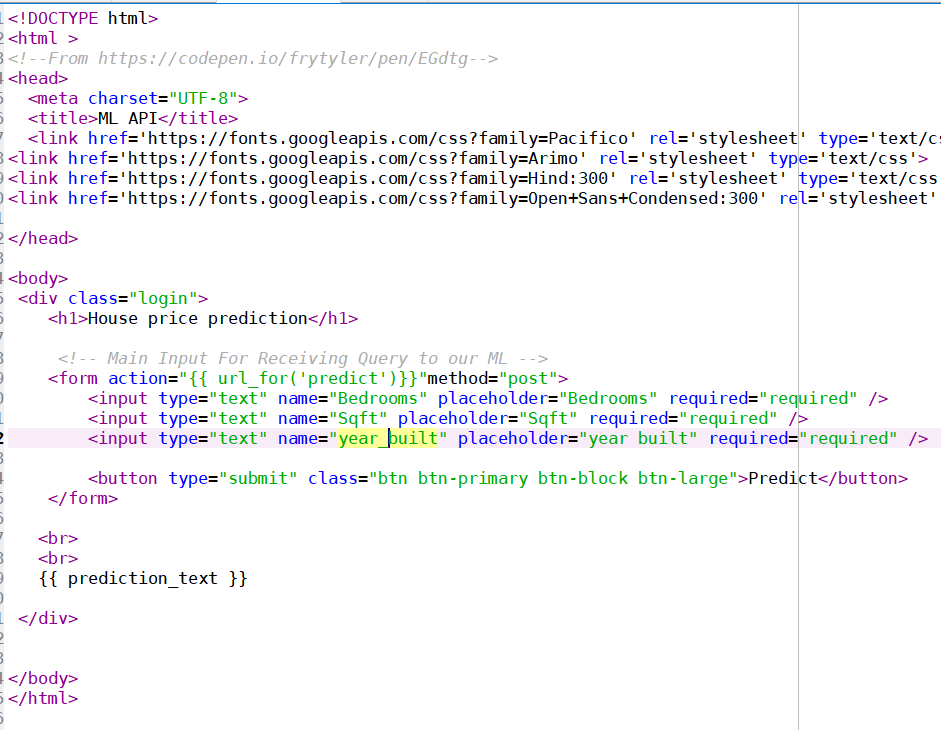 <!DOCTYPE html>
<html >
<!--From https://codepen.io/frytyler/pen/EGdtg-->
<head>
  <meta charset="UTF-8">
  <title>ML API</title>
  <link href='https://fonts.googleapis.com/css?family=Pacifico' rel='stylesheet' type='text/cs
<link href='https://fonts.googleapis.com/css?family=Arimo' rel='stylesheet' type='text/css'>
<link href='https://fonts.googleapis.com/css?family=Hind:300' rel='stylesheet' type='text/css
<link href='https://fonts.googleapis.com/css?family=Open+Sans+Condensed:300' rel='stylesheet'
</head>
<body>
 <div class="login">
    <h1>House price prediction</h1>
     <!-- Main Input For Receiving Query to our ML -->
    <form action="{{ url_for('predict')}}"method="post">
        <input type="text" name="Bedrooms" placeholder="Bedrooms" required="required" />
        <input type="text" name="Sqft" placeholder="Sqft" required="required" />
        <input type="text" name="year_built" placeholder="year built" required="required" />
        <button type="submit" class="btn btn-primary btn-block btn-large">Predict</button>
    </form>
   <br>
   <br>
   {{ prediction_text }}
 </div>
</body>
</html>